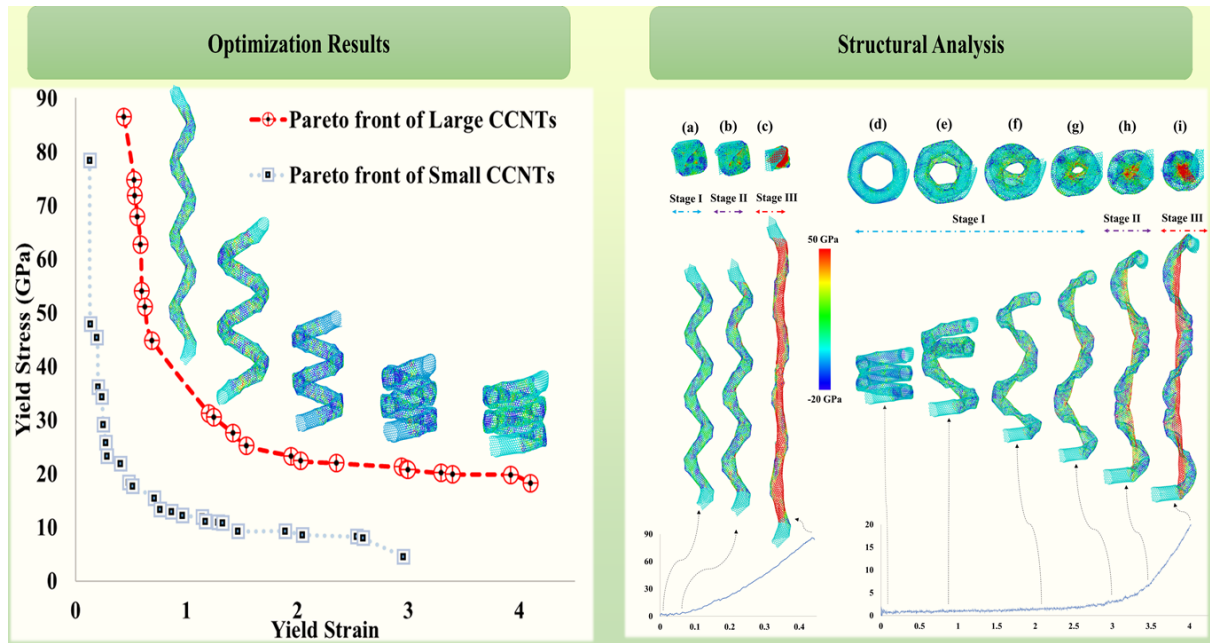 Optimization Results
90
80
70
60
50
40
30
20
10
0
Yield Stress (GPa)
0 1 2 3 4
Yield Strain
Pareto front of Large CCNTs
Pareto front of Small CCNTs
Structural Analysis
(a) (b) (c) (d) (e) (f) (g) (h) (i)
Stage I Stage II Stage III
Stage I Stage II Stage III
50 GPa
-20 GPa
90
60
30
0
0 0.1 0.2 0.3 0.4
20
15
10
5
0
0 0.5 1 1.5 2 2.5 3 3.5 4